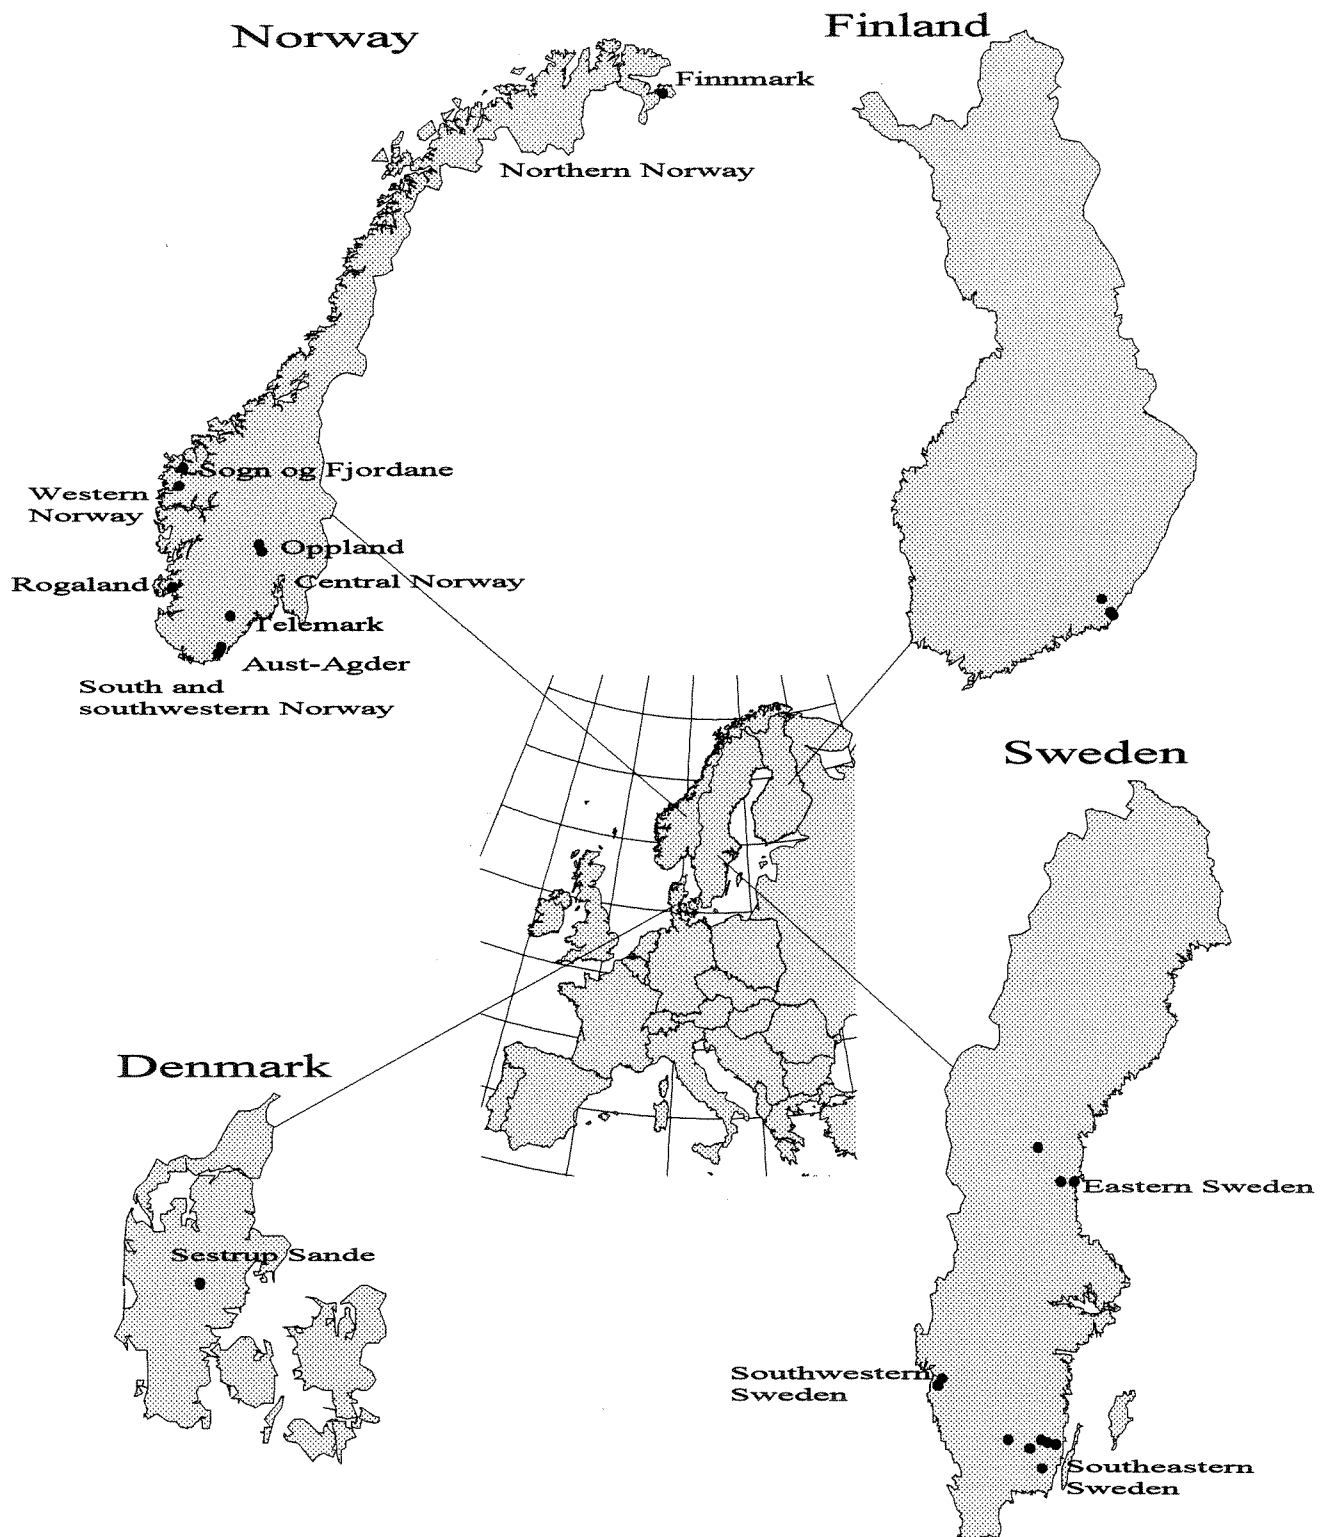 Norway
Finland
Finnmark
Northern Norway
Sogn og Fjordane
Western
Norway
Oppland
Rogaland
Central Norway
Telemark
Aust-Agder
South and
southwestern Norway
Sweden
Denmark
Sestrup Sande
Eastern Sweden
Southwestern
Sweden
Southeastern
Sweden